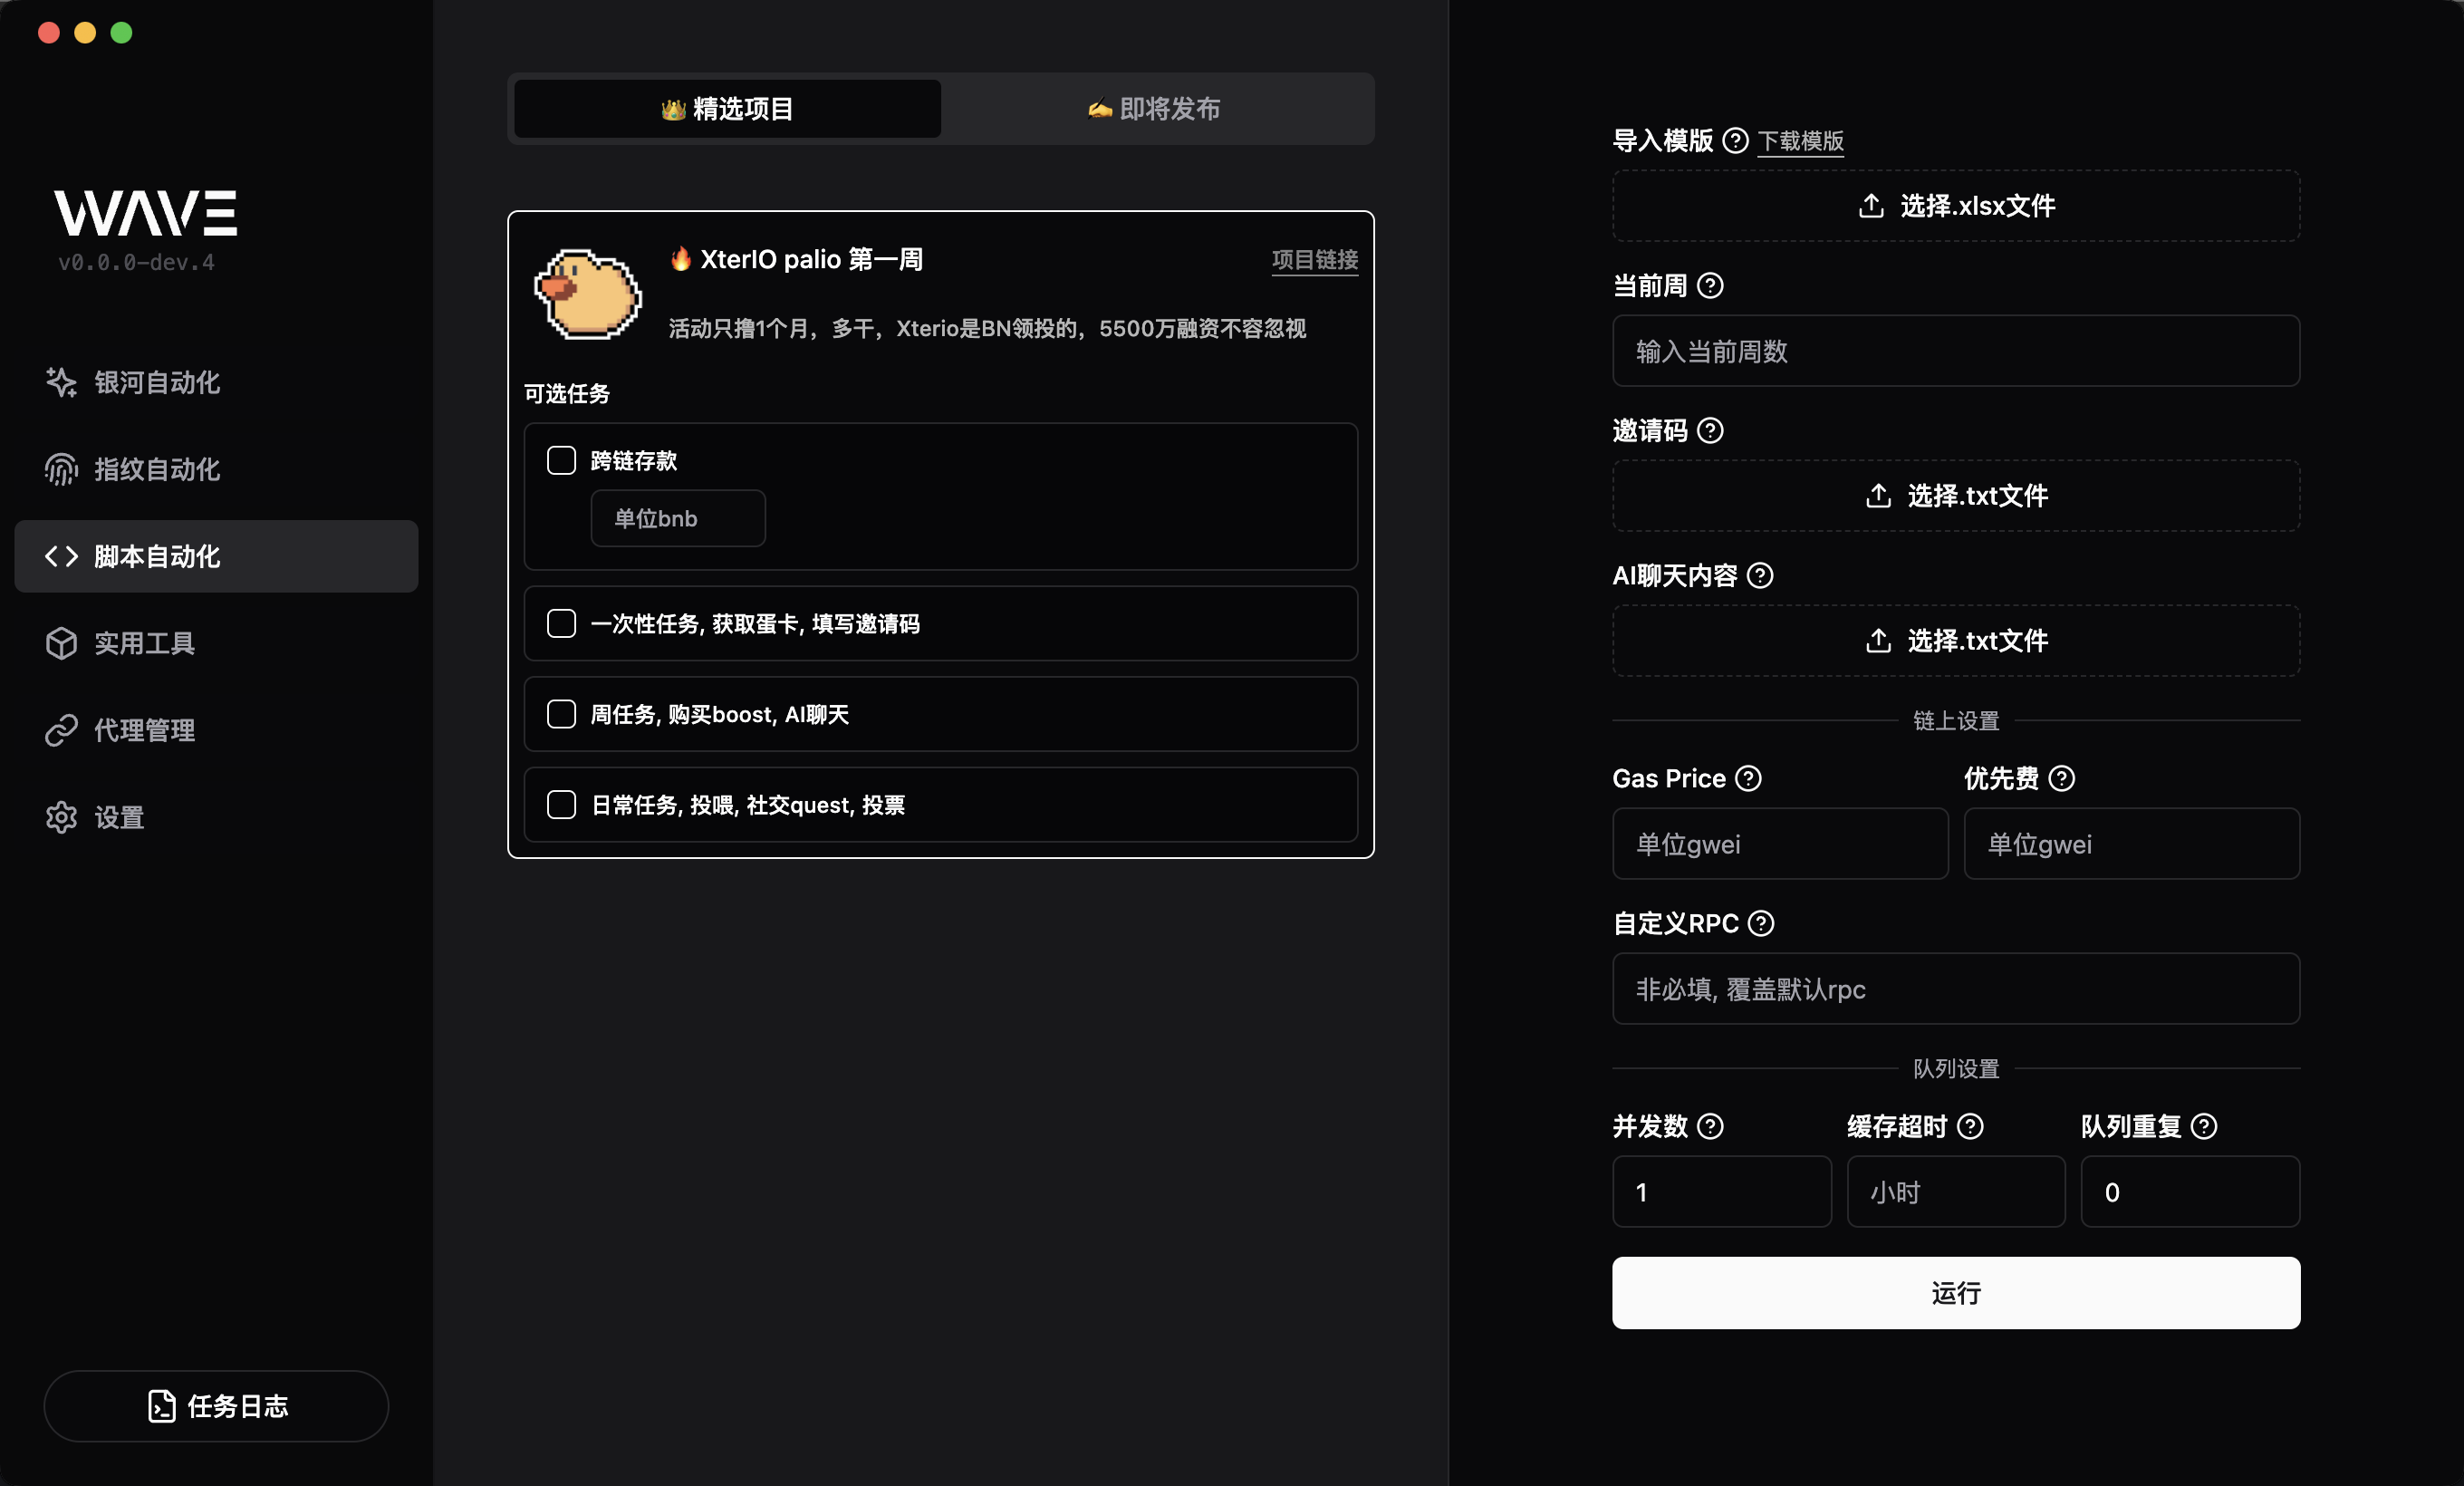 WAVE
v0.0.0-dev.4
银河自动化
指纹自动化
脚本自动化
实用工具
代理管理
设置
任务日志
👑 精选项目
✍️ 即将发布
🔥 XterIO palio 第一周
项目链接
活动只撸1个月，多干，Xterio是BN领投的，5500万融资不容忽视
可选任务
跨链存款
单位bnb
一次性任务, 获取蛋卡, 填写邀请码
周任务, 购买boost, AI聊天
日常任务, 投喂, 社交quest, 投票
导入模版 下载模版
选择.xlsx文件
当前周
输入当前周数
邀请码
选择.txt文件
AI聊天内容
选择.txt文件
链上设置
Gas Price 优先费
单位gwei 单位gwei
自定义RPC
非必填, 覆盖默认rpc
队列设置
并发数 缓存超时 队列重复
1 小时 0
运行